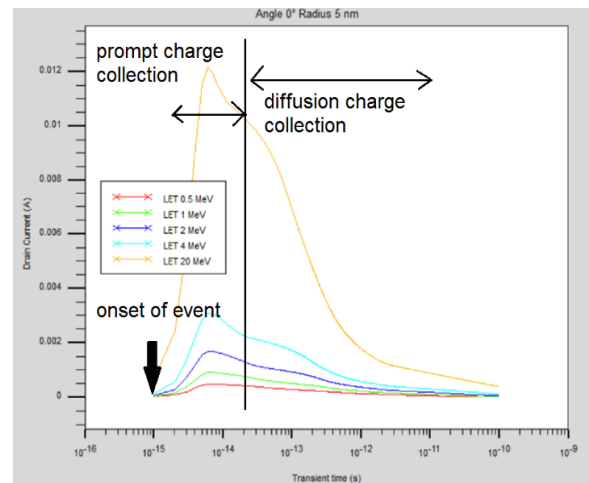 Angle 0° Radius 5 nm
prompt charge
collection
diffusion charge
collection
0.012
0.01
0.008
0.006
0.004
0.002
0
Drain Current (A)
LET 0.5 MeV
LET 1 MeV
LET 2 MeV
LET 4 MeV
LET 20 MeV
onset of event
10^-16
10^-15
10^-14
10^-13
10^-12
10^-11
10^-10
10^-9
Transient time (s)